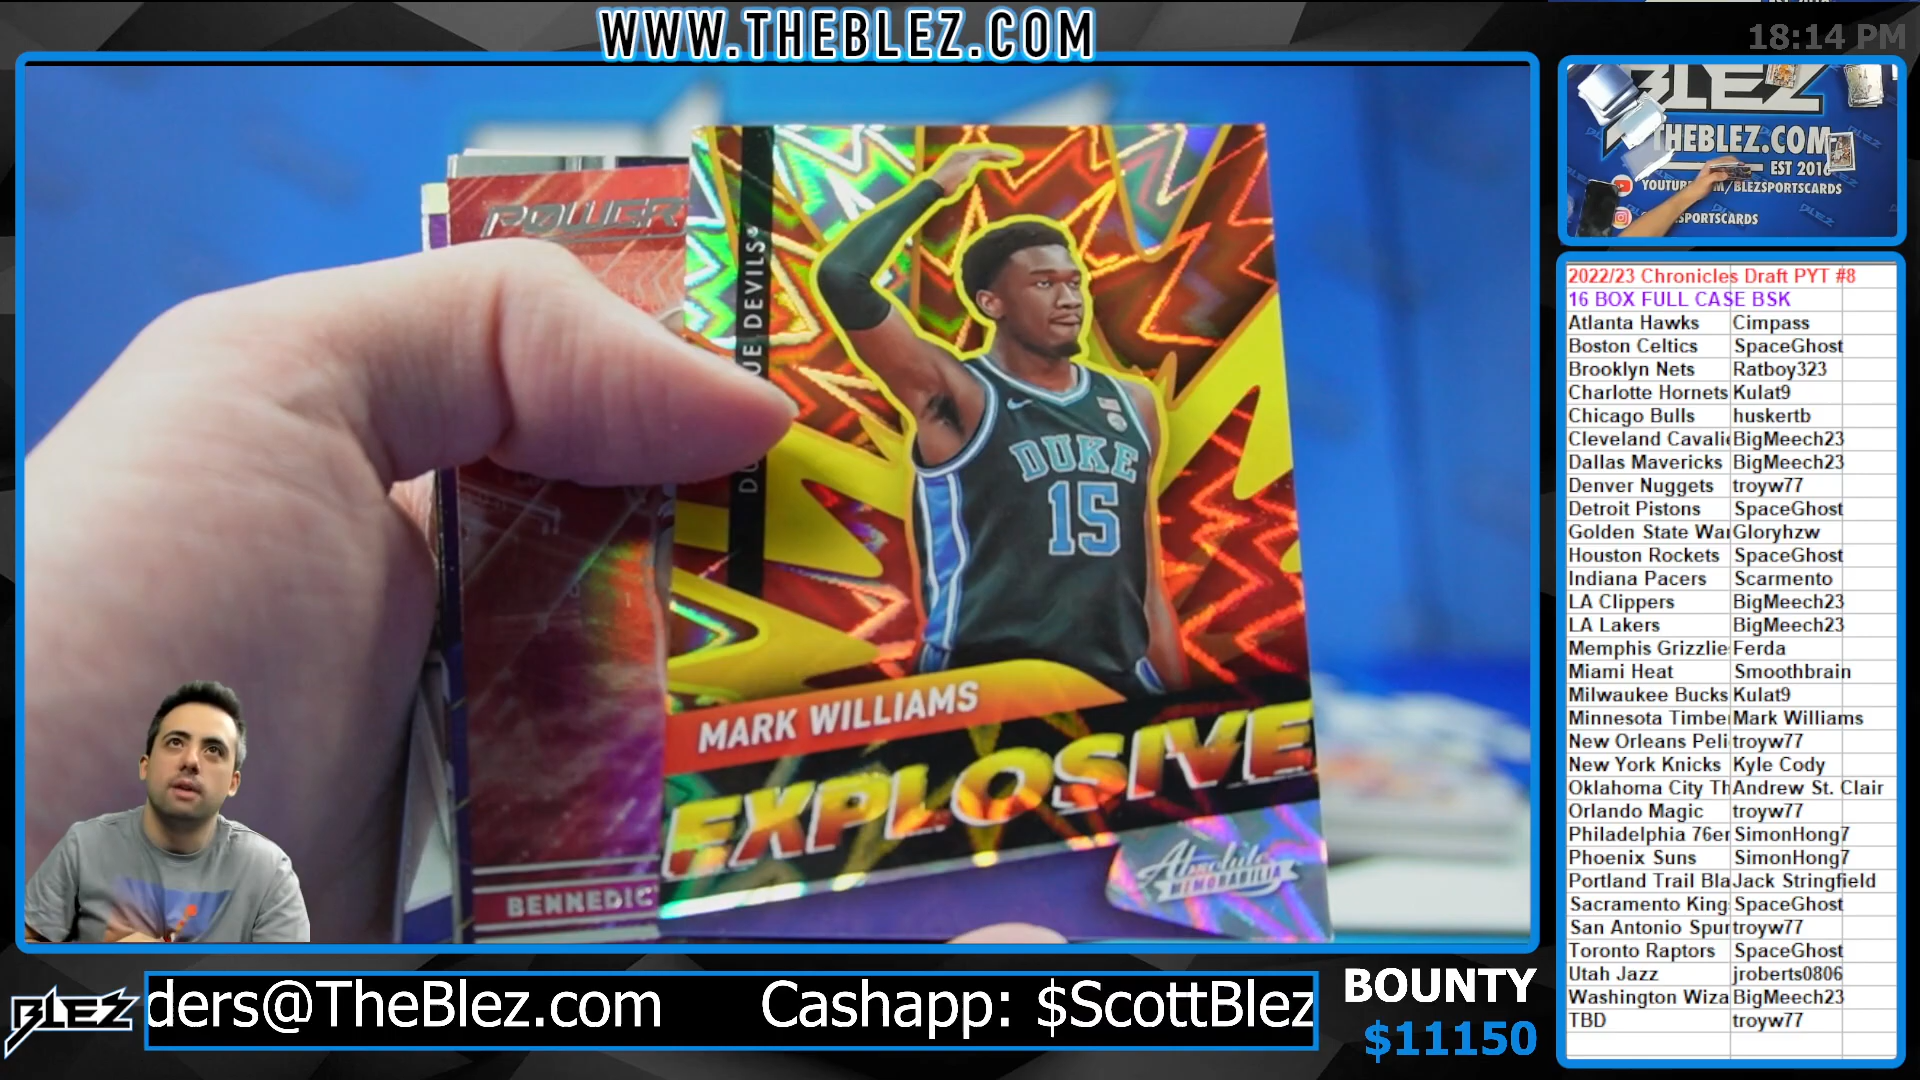 WWW.THEBLEZ.COM
18:14 PM
BLEZ
THEBLEZ.COM
EST 2016
SPORTSCARDS
POWER
DUKE
15
MARK WILLIAMS
EXPLOSIVE
Absolute
MEMORABILIA
BENNEDIC
2022/23 Chronicles Draft PYT #8
16 BOX FULL CASE BSK
Atlanta Hawks Cimpass
Boston Celtics SpaceGhost
Brooklyn Nets Ratboy323
Charlotte Hornets Kulat9
Chicago Bulls huskertb
Cleveland Cavalie BigMeech23
Dallas Mavericks BigMeech23
Denver Nuggets troyw77
Detroit Pistons SpaceGhost
Golden State War Gloryhzw
Houston Rockets SpaceGhost
Indiana Pacers Scarmento
LA Clippers BigMeech23
LA Lakers BigMeech23
Memphis Grizzlie Ferda
Miami Heat Smoothbrain
Milwaukee Bucks Kulat9
Minnesota Timbe Mark Williams
New Orleans Peli troyw77
New York Knicks Kyle Cody
Oklahoma City Th Andrew St. Clair
Orlando Magic troyw77
Philadelphia 76er SimonHong7
Phoenix Suns SimonHong7
Portland Trail Bla Jack Stringfield
Sacramento King SpaceGhost
San Antonio Spur troyw77
Toronto Raptors SpaceGhost
Utah Jazz jroberts0806
Washington Wiza BigMeech23
TBD troyw77
BLEZ
ders@TheBlez.com Cashapp: $ScottBlez
BOUNTY
$11150